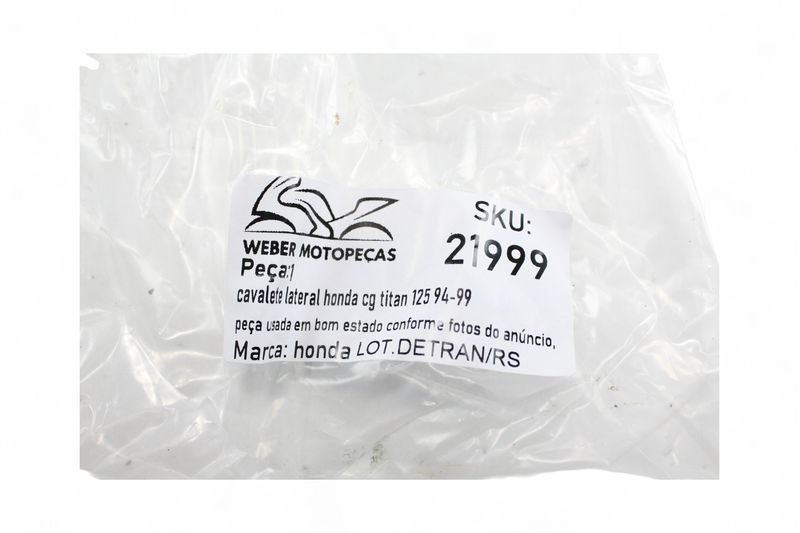 WEBER MOTOPEÇAS
SKU:
21999
Peça:1
cavalete lateral honda cg titan 125 94-99
peça usada em bom estado conforme fotos do anúncio,
Marca: honda LOT.DETRAN/RS